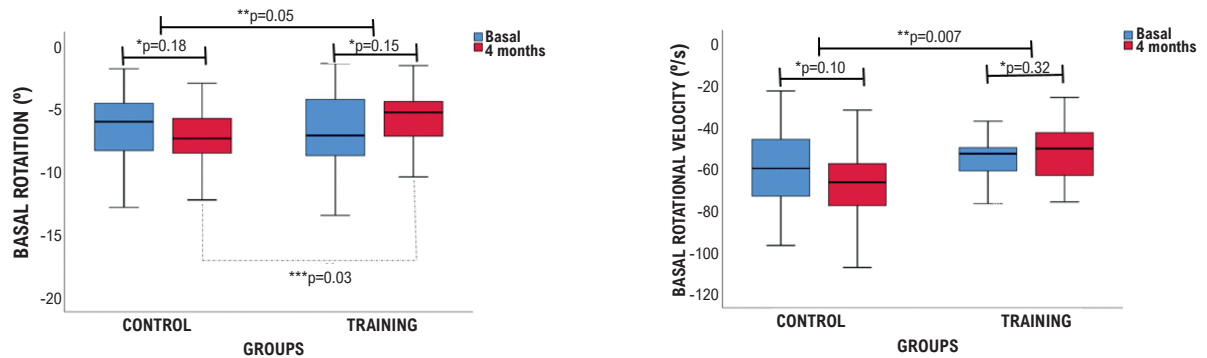 **p=0.05
*p=0.18
*p=0.15
Basal
4 months
0
-5
-10
-15
-20
BASAL ROTAITION (º)
***p=0.03
CONTROL
TRAINING
GROUPS
**p=0.007
*p=0.10
*p=0.32
Basal
4 months
0
-20
-40
-60
-80
-100
-120
BASAL ROTATIONAL VELOCITY (º/s)
CONTROL
TRAINING
GROUPS